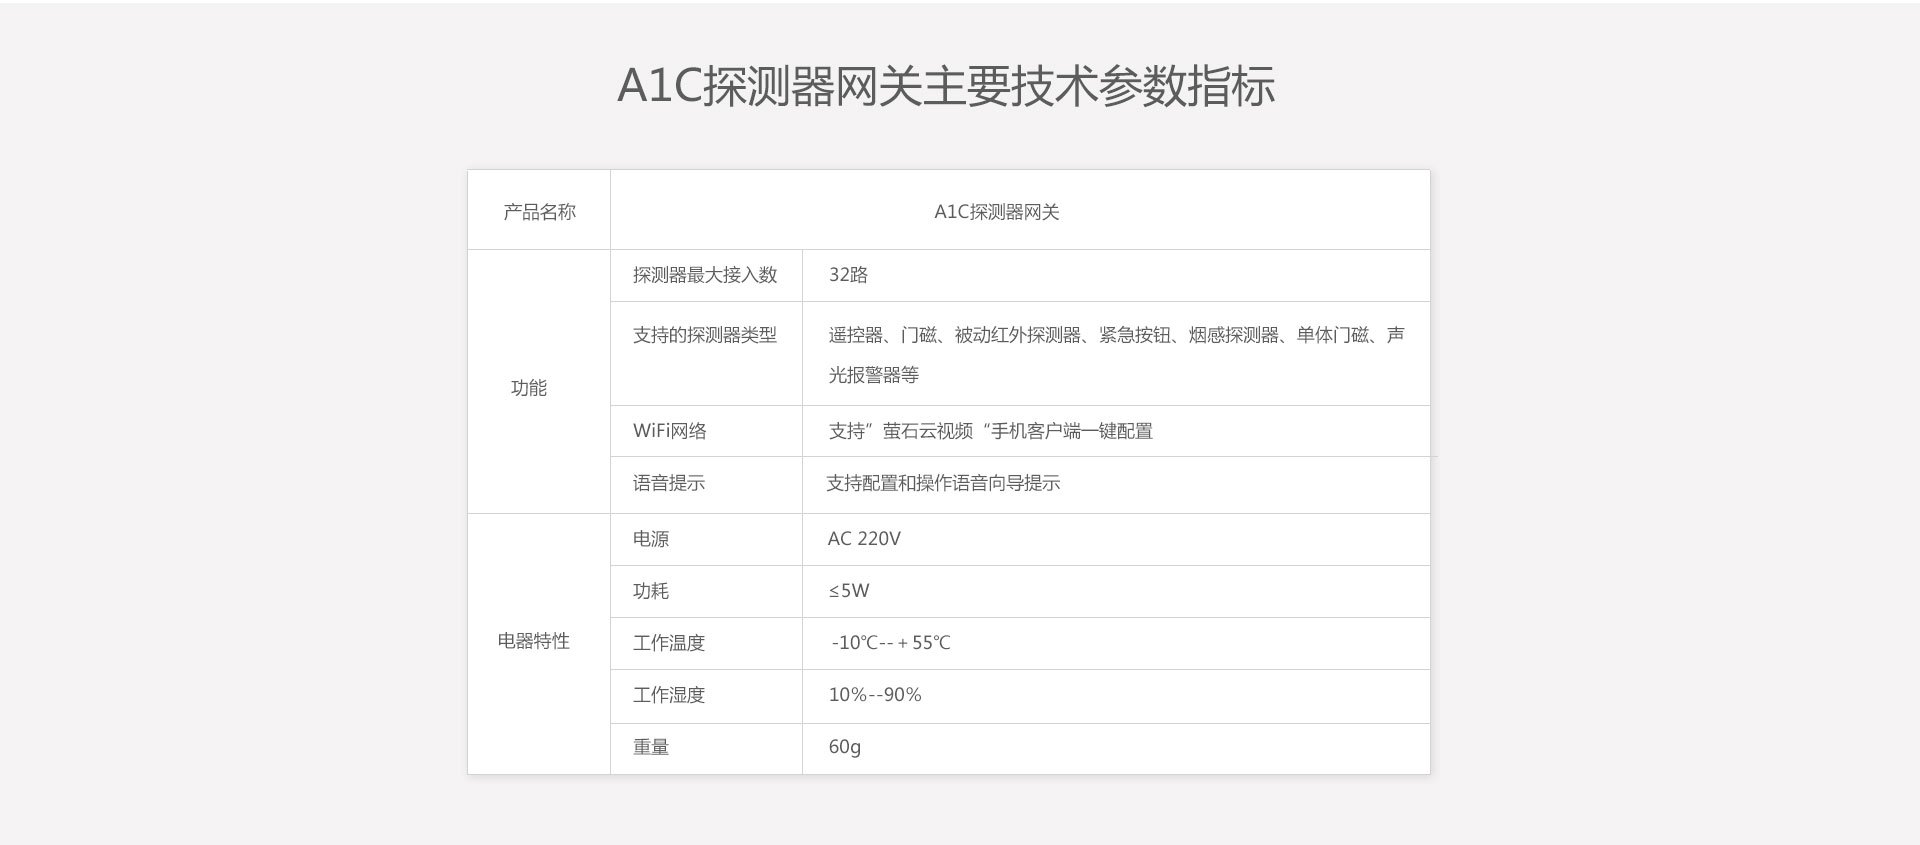 A1C探测器网关主要技术参数指标
产品名称
A1C探测器网关
功能
探测器最大接入数
32路
支持的探测器类型
遥控器、门磁、被动红外探测器、紧急按钮、烟感探测器、单体门磁、声
光报警器等
WiFi网络
支持”萤石云视频“手机客户端一键配置
语音提示
支持配置和操作语音向导提示
电器特性
电源
AC 220V
功耗
≤5W
工作温度
-10℃--+55℃
工作湿度
10%--90%
重量
60g